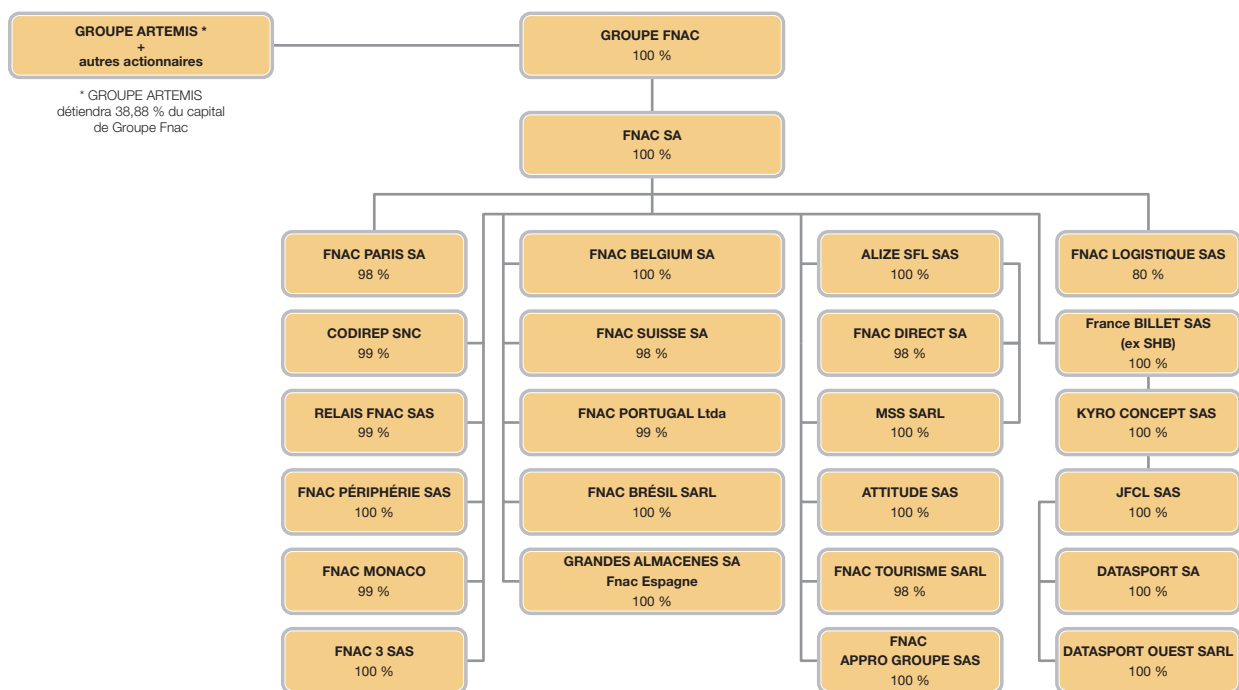 GROUPE ARTEMIS *
+
autres actionnaires
* GROUPE ARTEMIS
détiendra 38,88 % du capital
de Groupe Fnac
GROUPE FNAC
100 %
FNAC SA
100 %
FNAC PARIS SA
98 %
CODIREP SNC
99 %
RELAIS FNAC SAS
99 %
FNAC PÉRIPHÉRIE SAS
100 %
FNAC MONACO
99 %
FNAC 3 SAS
100 %
FNAC BELGIUM SA
100 %
FNAC SUISSE SA
98 %
FNAC PORTUGAL Ltda
99 %
FNAC BRÉSIL SARL
100 %
GRANDES ALMACENES SA
Fnac Espagne
100 %
ALIZE SFL SAS
100 %
FNAC DIRECT SA
98 %
MSS SARL
100 %
ATTITUDE SAS
100 %
FNAC TOURISME SARL
98 %
FNAC
APPRO GROUPE SAS
100 %
FNAC LOGISTIQUE SAS
80 %
France BILLET SAS
(ex SHB)
100 %
KYRO CONCEPT SAS
100 %
JFCL SAS
100 %
DATASPORT SA
100 %
DATASPORT OUEST SARL
100 %